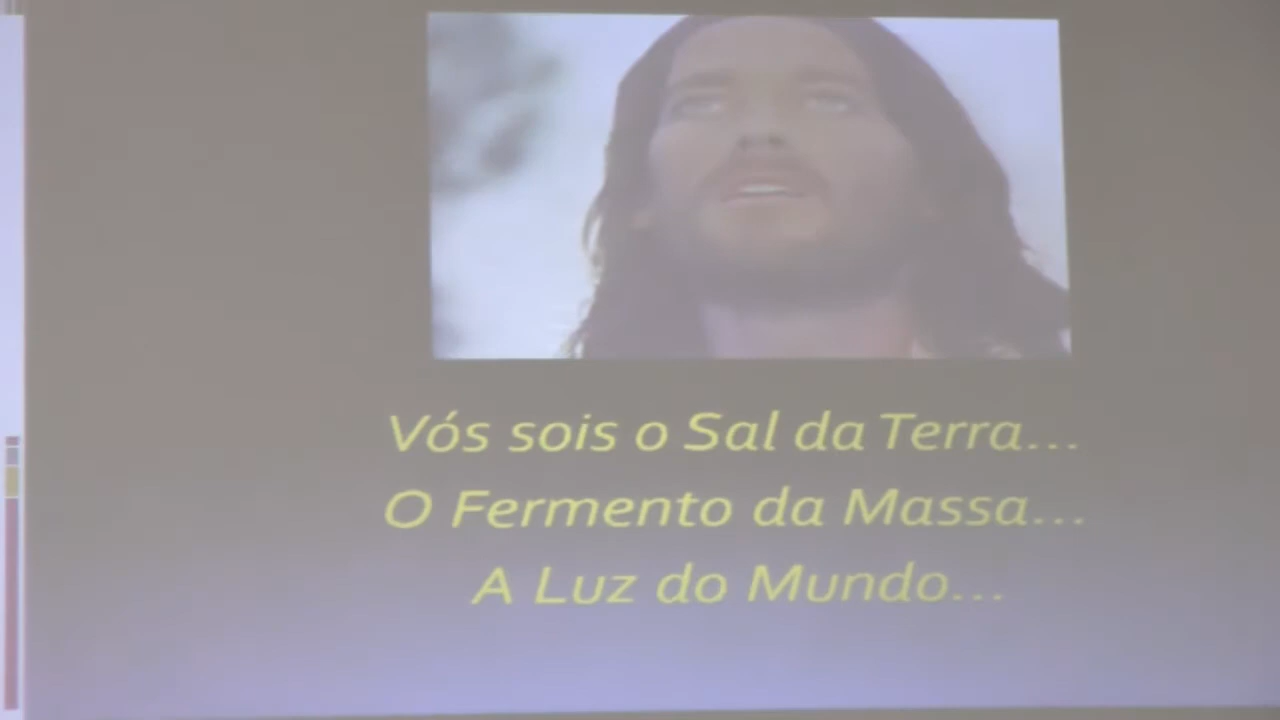 Vós sois o Sal da Terra...
O Fermento da Massa...
A Luz do Mundo...